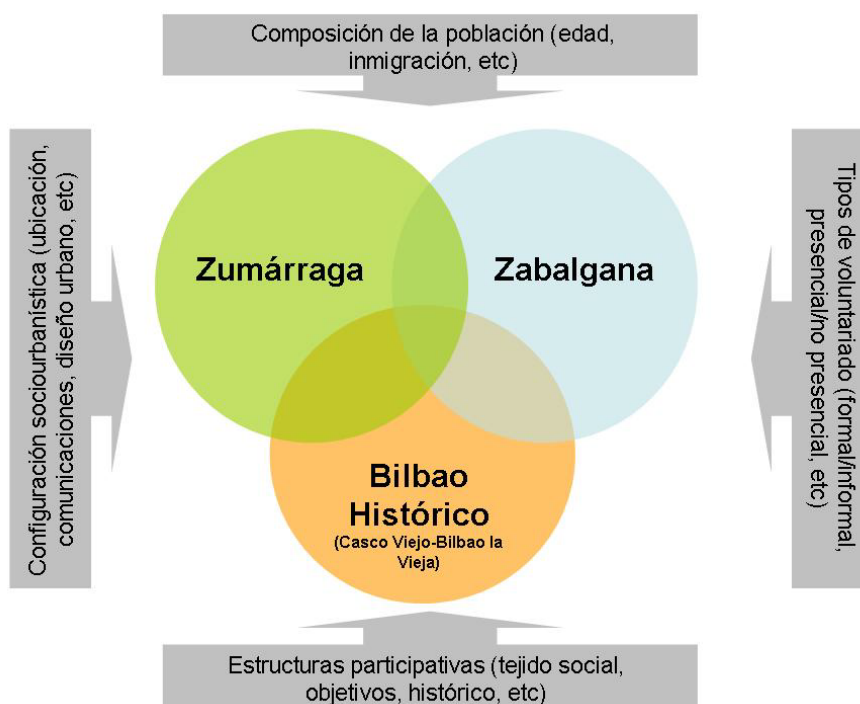 Composición de la población (edad,
inmigración, etc)
Configuración sociourbanística (ubicación,
comunicaciones, diseño urbano, etc)
Zumárraga
Zabalgana
Bilbao
Histórico
(Casco Viejo-Bilbao la
Vieja)
Tipos de voluntariado (formal/informal,
presencial/no presencial, etc)
Estructuras participativas (tejido social,
objetivos, histórico, etc)